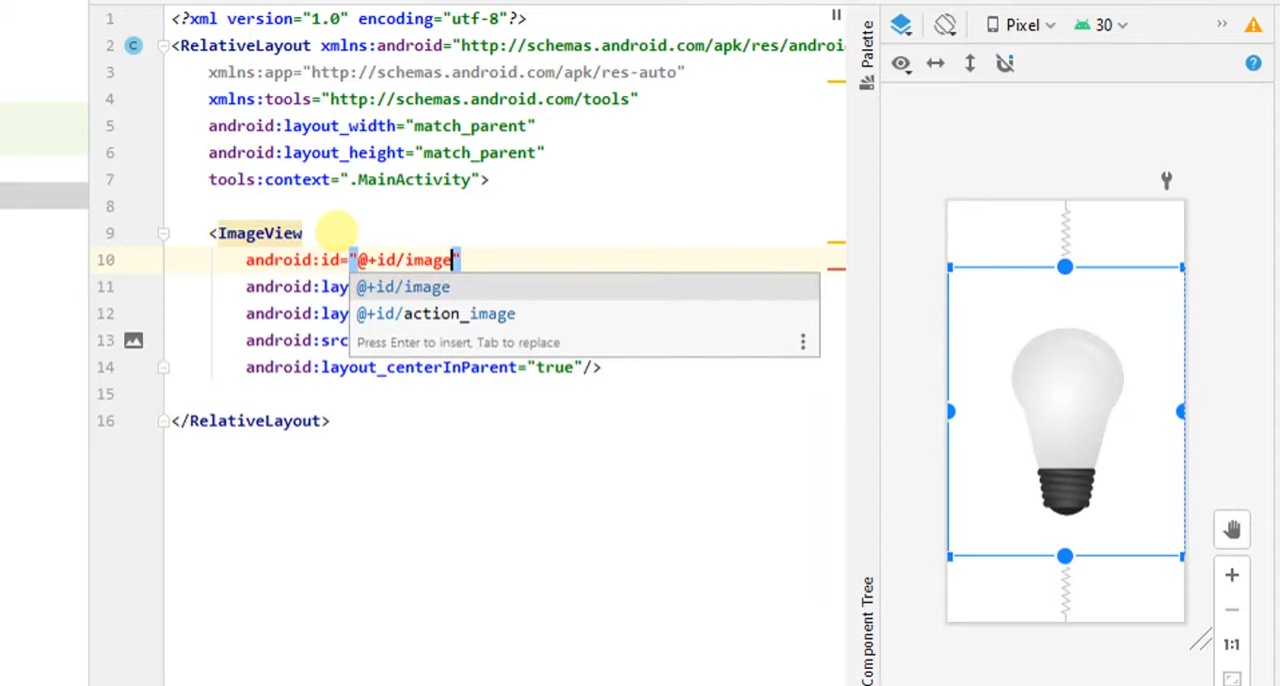 1 <?xml version="1.0" encoding="utf-8"?>
2 <RelativeLayout xmlns:android="http://schemas.android.com/apk/res/androi
3 xmlns:app="http://schemas.android.com/apk/res-auto"
4 xmlns:tools="http://schemas.android.com/tools"
5 android:layout_width="match_parent"
6 android:layout_height="match_parent"
7 tools:context=".MainActivity">
8
9 <ImageView
10 android:id="@+id/image"
11 android:lay
12 android:lay
13 android:src
14 android:layout_centerInParent="true"/>
15
16 </RelativeLayout>
@+id/image
@+id/action_image
Press Enter to insert, Tab to replace
C
Palette
Component Tree
Pixel
30
?
1:1